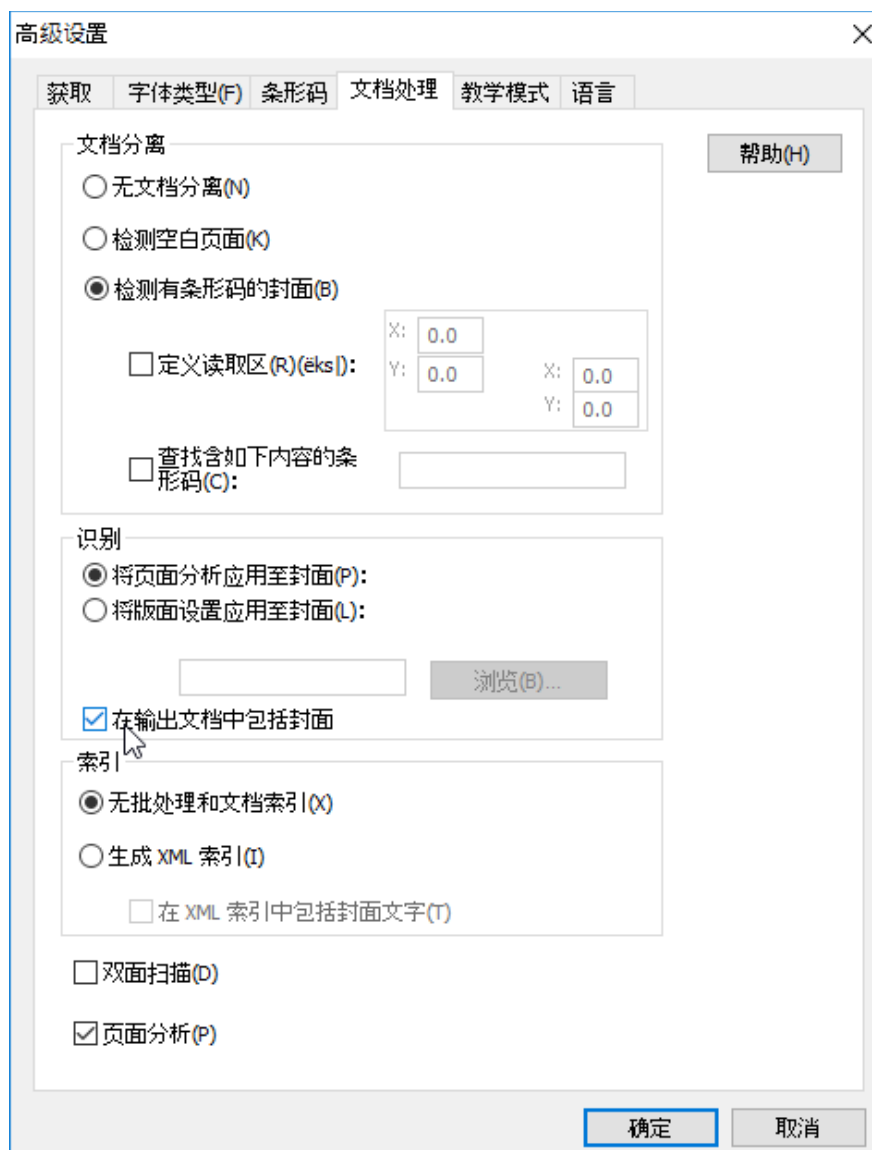 高级设置
获取 字体类型(F) 条形码 文档处理 教学模式 语言
文档分离
帮助(H)
无文档分离(N)
检测空白页面(K)
检测有条形码的封面(B)
定义读取区(R)(ëks|):
X: 0.0
Y: 0.0
X: 0.0
Y: 0.0
查找含如下内容的条
形码(C):
识别
将页面分析应用至封面(P):
将版面设置应用至封面(L):
浏览(B)...
在输出文档中包括封面
索引
无批处理和文档索引(X)
生成 XML 索引(I)
在 XML 索引中包括封面文字(T)
双面扫描(D)
页面分析(P)
确定 取消